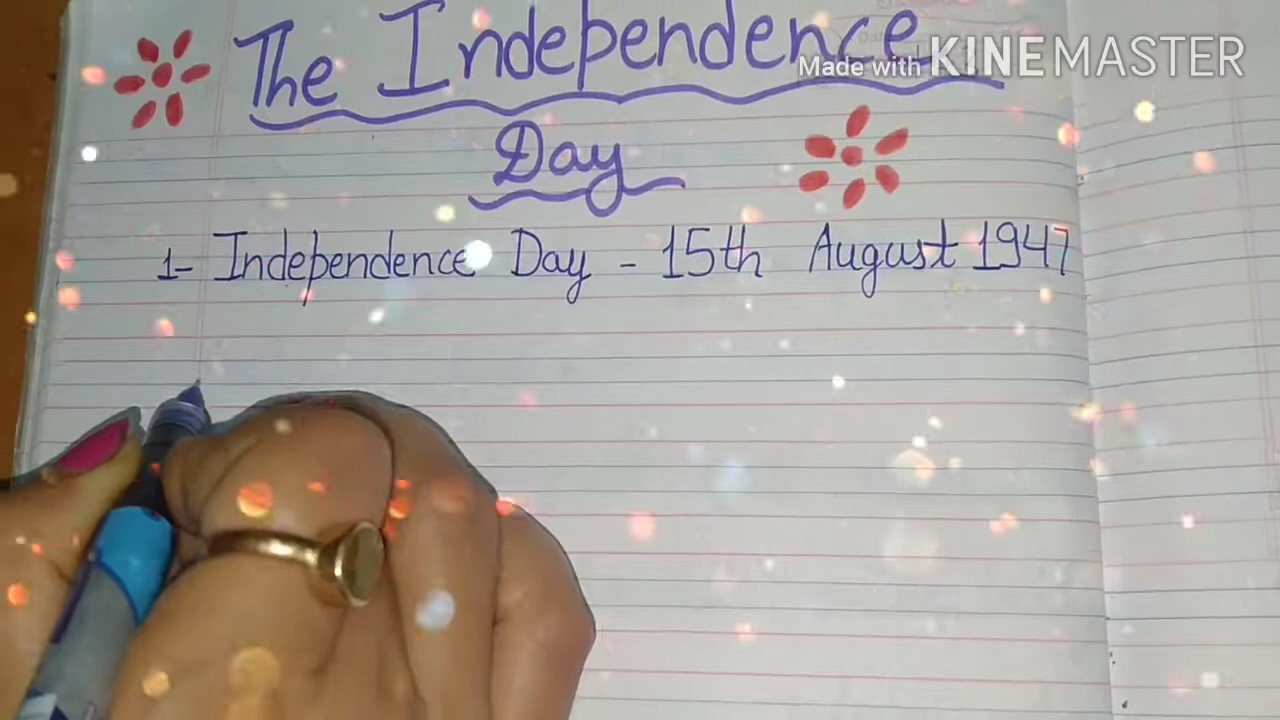 The Independence
Made with KINEMASTER
Day
1- Independence Day - 15th August 1947